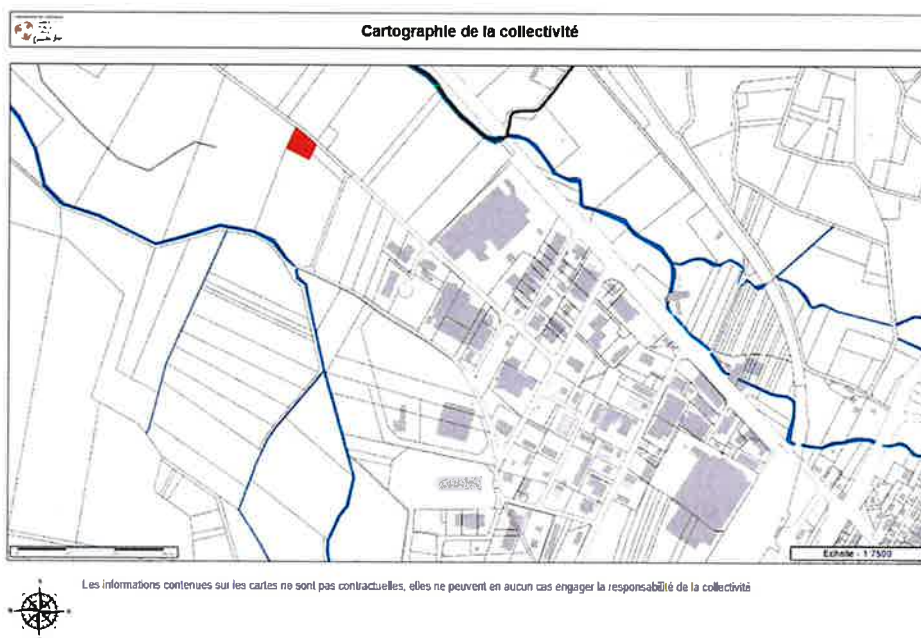 Cartographie de la collectivité
Echelle - 1:7500
Les informations contenues sur les cartes ne sont pas contractuelles, elles ne peuvent en aucun cas engager la responsabilité de la collectivité